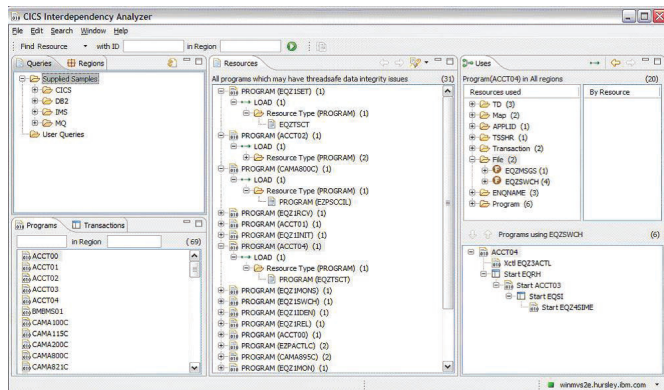 CICS Interdependency Analyzer
File Edit Search Window Help
Find Resource with ID in Region
Queries Regions
Supplied Samples
CICS
DB2
IMS
MQ
User Queries
Programs Transactions
in Region (69)
ACCT00
ACCT01
ACCT02
ACCT03
ACCT04
BMBMS01
CAMA100C
CAMA115C
CAMA200C
CAMA800C
CAMA821C
Resources
All programs which may have threadsafe data integrity issues (31)
PROGRAM (EQZ1SET) (1)
LOAD (1)
Resource Type (PROGRAM) (1)
EQZTSCT
PROGRAM (ACCT02) (1)
LOAD (1)
Resource Type (PROGRAM) (2)
PROGRAM (CAMA800C) (1)
LOAD (1)
Resource Type (PROGRAM) (1)
PROGRAM (EZPSCCIL)
PROGRAM (EQZ1RCV) (1)
PROGRAM (ACCT01) (1)
PROGRAM (EQZ1INIT) (1)
PROGRAM (ACCT04) (1)
LOAD (1)
Resource Type (PROGRAM) (1)
PROGRAM (EQZTSCT)
PROGRAM (EQZ1MONS) (1)
PROGRAM (EQZ1SWCH) (1)
PROGRAM (EQZ1IDEN) (1)
PROGRAM (EQZ1REL) (1)
PROGRAM (ACCT00) (1)
PROGRAM (EZPACTLC) (2)
PROGRAM (CAMA895C) (2)
PROGRAM (EQZ1MON) (1)
Uses
Program(ACCT04) in All regions (20)
Resources used By Resource
TD (3)
Map (2)
APPLID (1)
TSSHR (1)
Transaction (2)
File (2)
EQZMSGS (1)
EQZSWCH (4)
ENQNAME (3)
Program (6)
Programs using EQZSWCH (6)
ACCT04
Xctl EQZ3ACTL
Start EQRH
Start ACCT03
Start EQSI
Start EQZ4SIME
winmvs2e.hursley.ibm.com